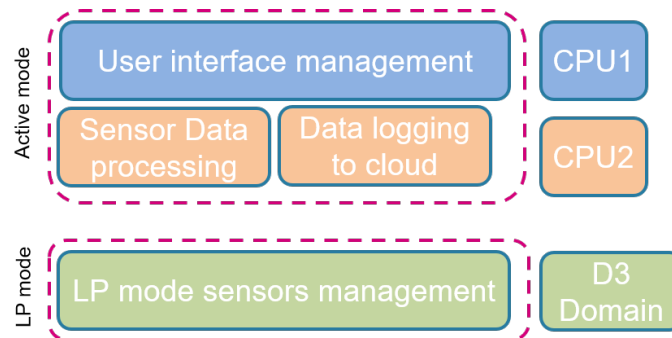 Active mode
User interface management
CPU1
Sensor Data
processing
Data logging
to cloud
CPU2
LP mode
LP mode sensors management
D3
Domain